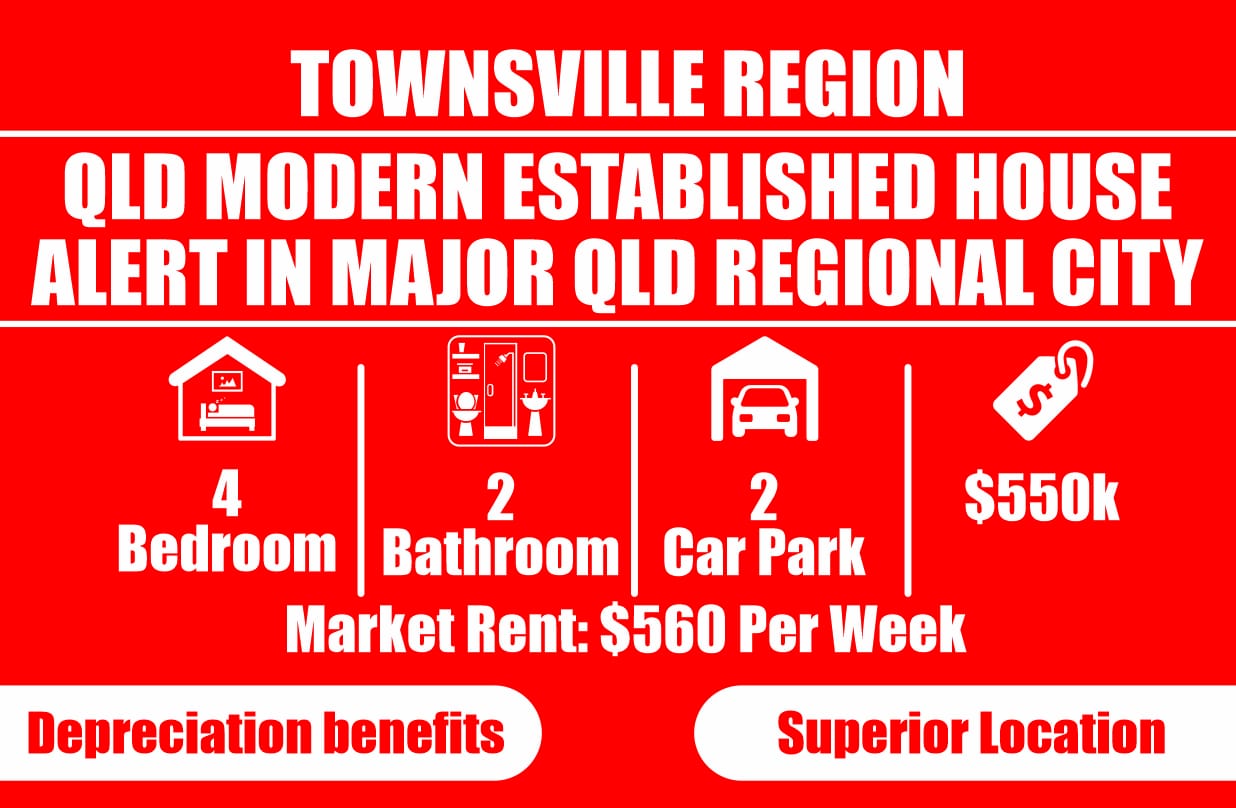 TOWNSVILLE REGION
QLD MODERN ESTABLISHED HOUSE
ALERT IN MAJOR QLD REGIONAL CITY
4
Bedroom
2
Bathroom
2
Car Park
$550k
Market Rent: $560 Per Week
Depreciation benefits
Superior Location